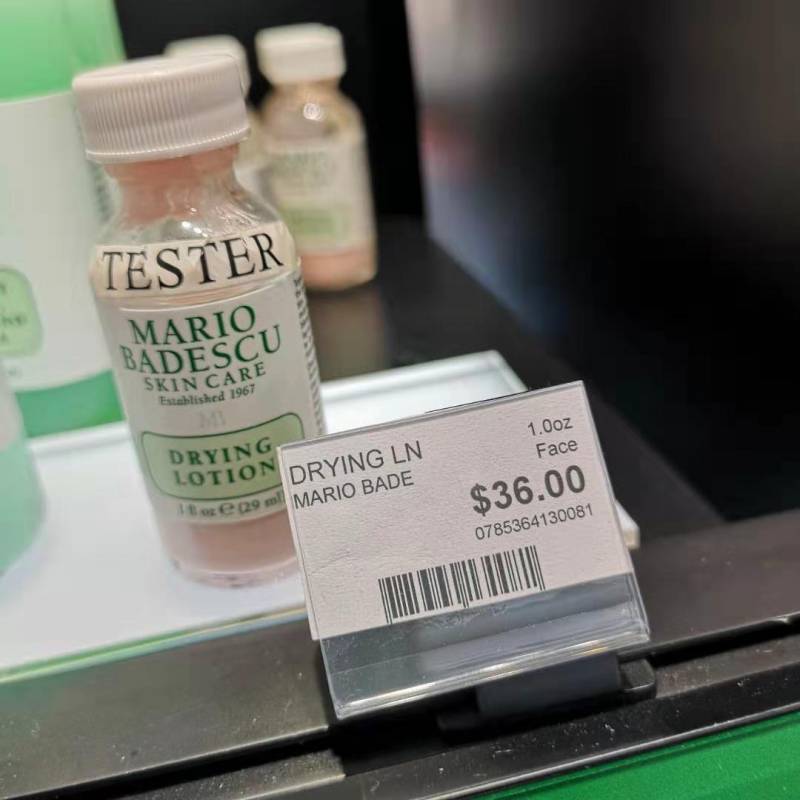 TESTER
MARIO
BADESCU
SKIN CARE
Established 1967
DRYING
LOTION
1 fl oz ℮ (29 ml
DRYING LN
MARIO BADE
1.0oz
Face
$36.00
0785364130081